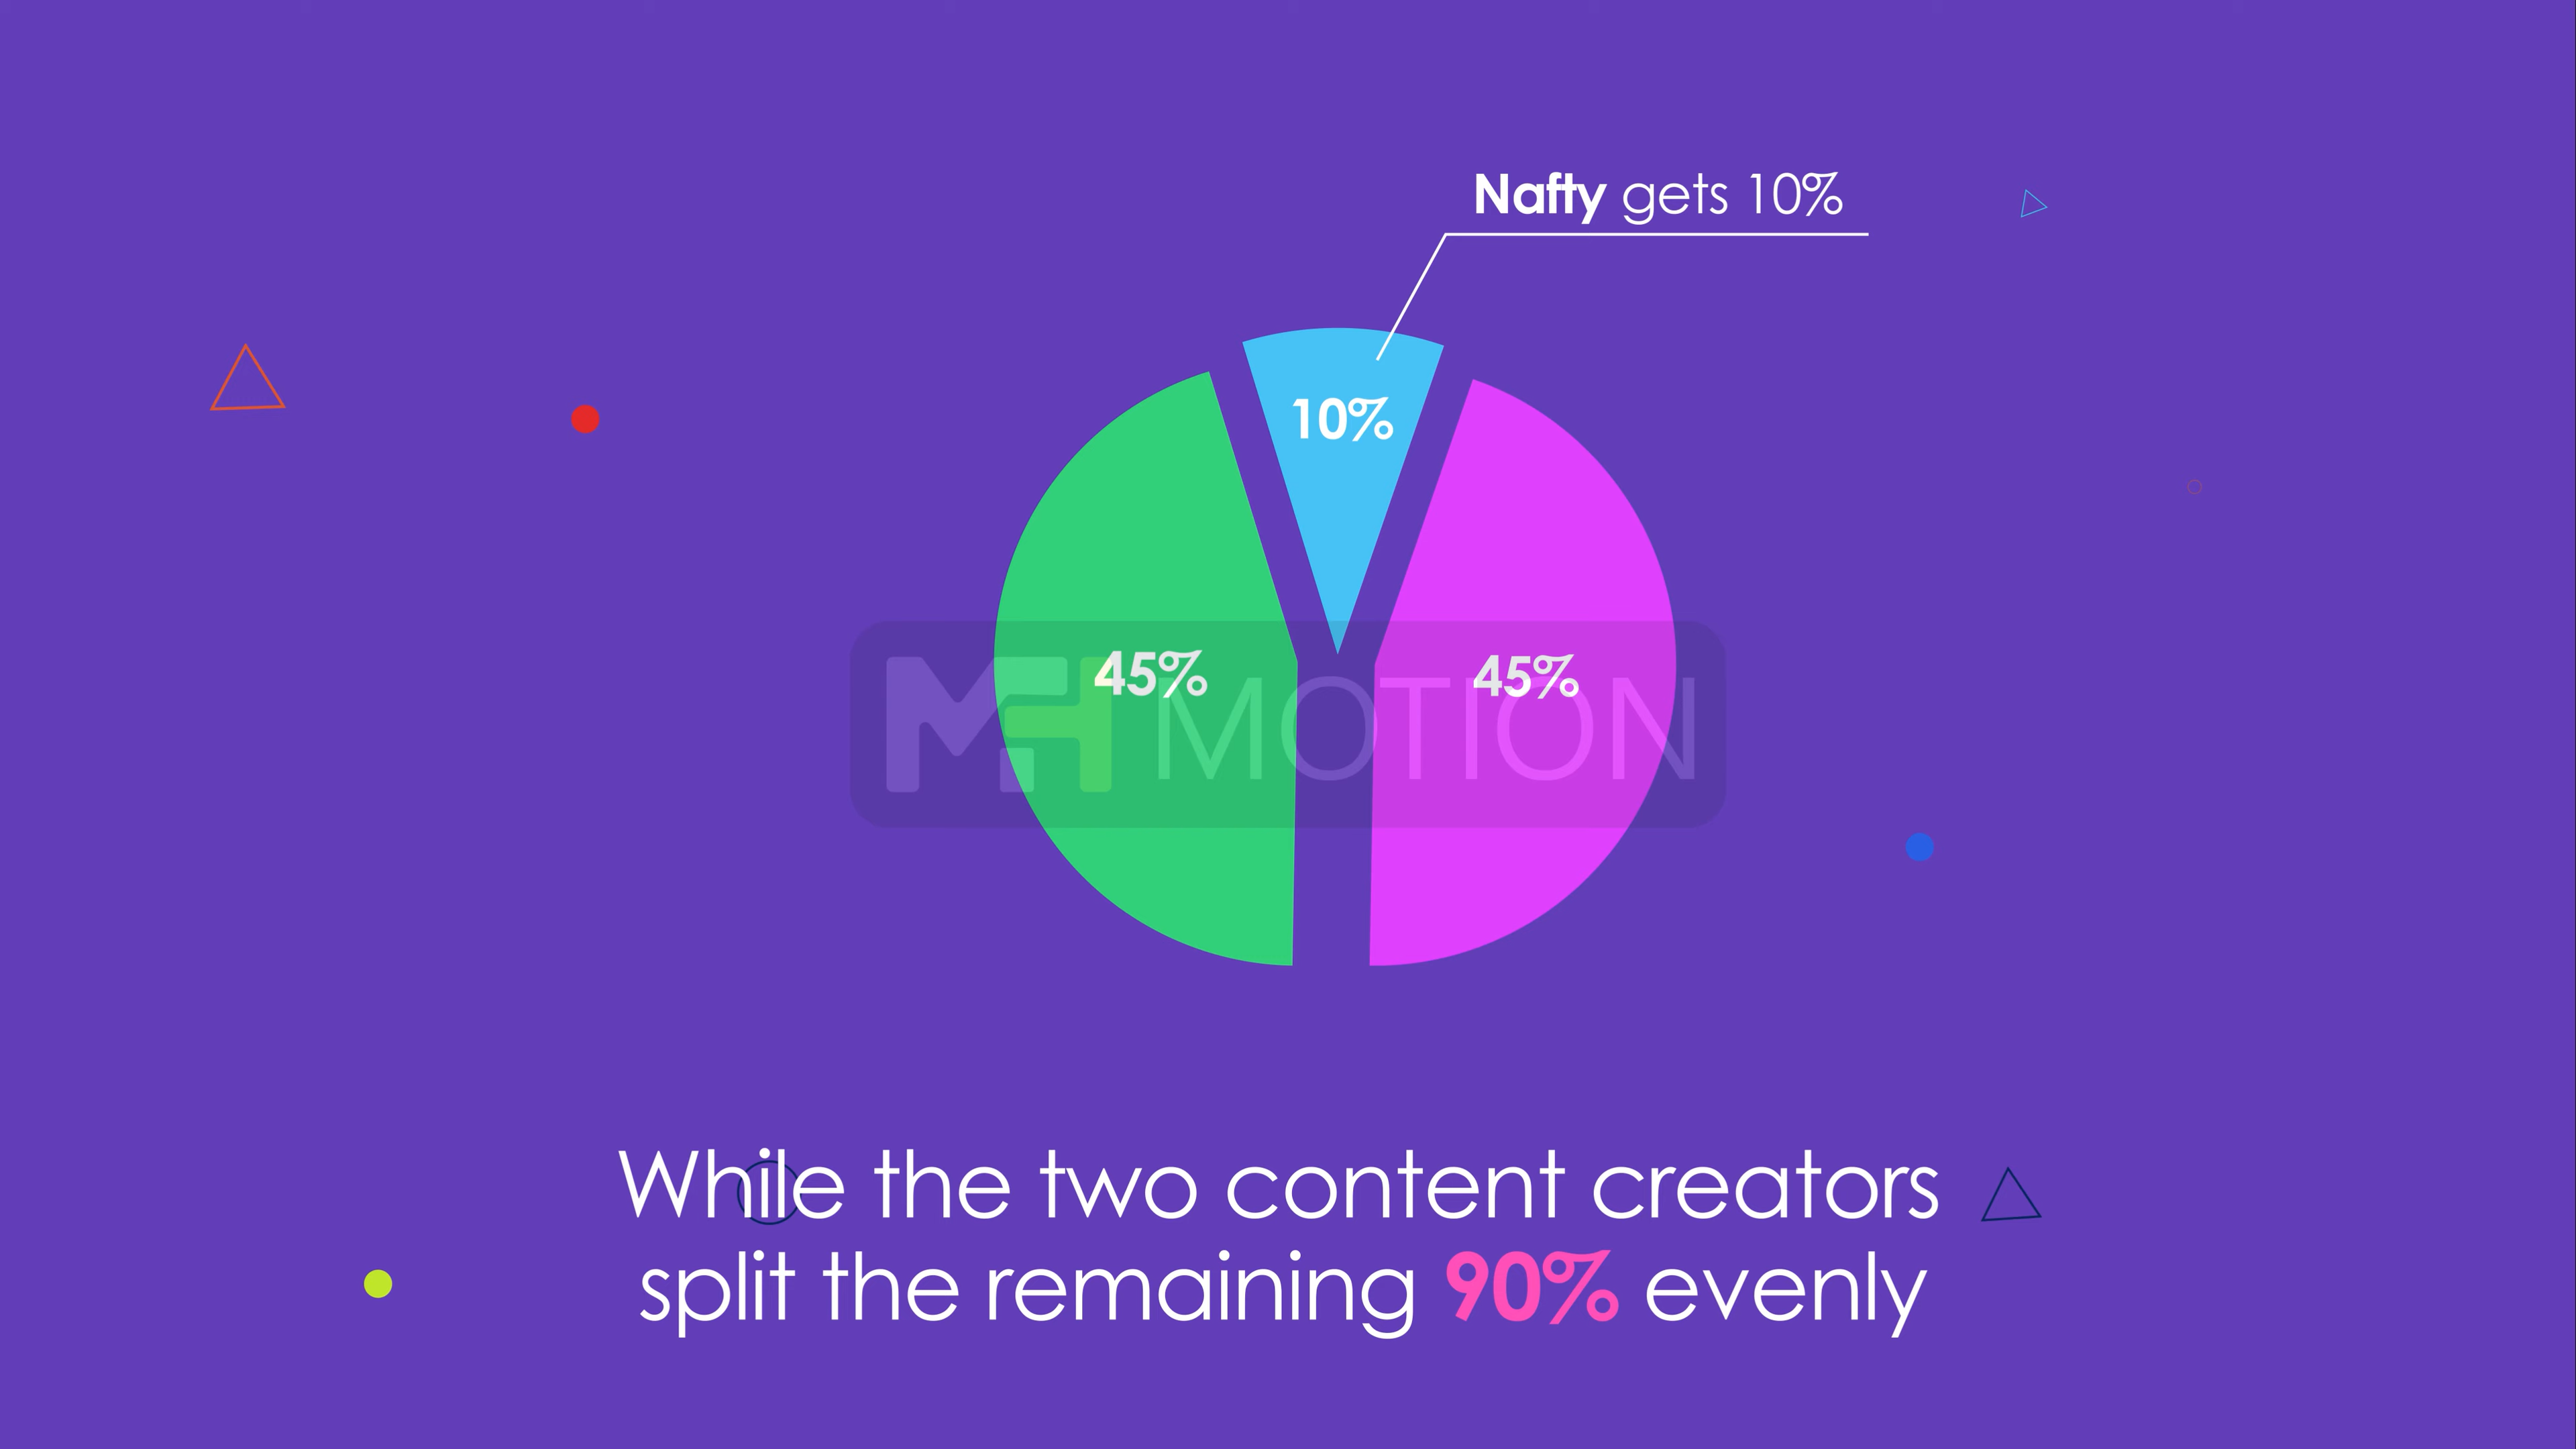 Nafty gets 10%
10%
45%
45%
MH MOTION
While the two content creators
split the remaining 90% evenly